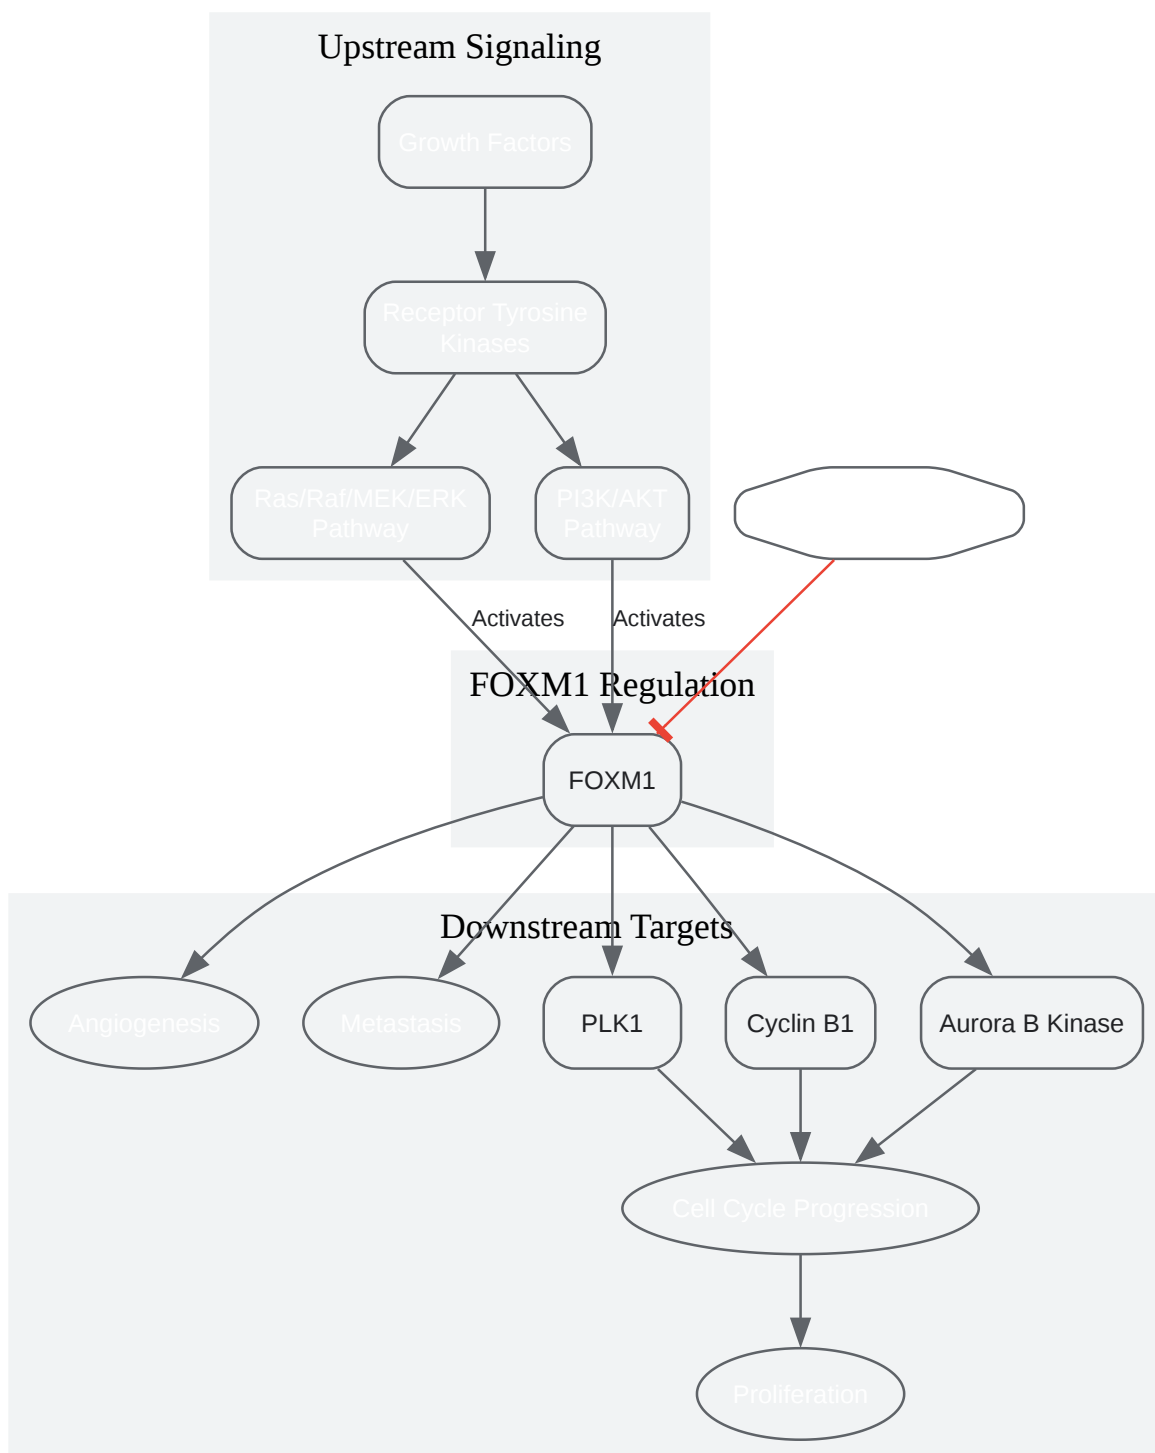 Upstream Signaling
Growth Factors
Receptor Tyrosine
Kinases
Ras/Raf/MEK/ERK
Pathway
PI3K/AKT
Pathway
Activates
Activates
FOXM1 Regulation
FOXM1
Downstream Targets
Angiogenesis
Metastasis
PLK1
Cyclin B1
Aurora B Kinase
Cell Cycle Progression
Proliferation